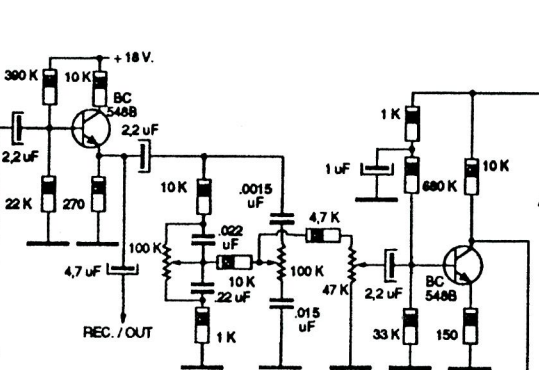 + 18 V.
390 K
10 K
BC
548B
2,2 uF
2,2 uF
22 K
270
4,7 uF
REC. / OUT
10 K
.0015
uF
.022
uF
100 K
10 K
.22 uF
1 K
4,7 K
100 K
.015
uF
47 K
1 K
1 uF
680 K
10 K
2,2 uF
BC
548B
33 K
150